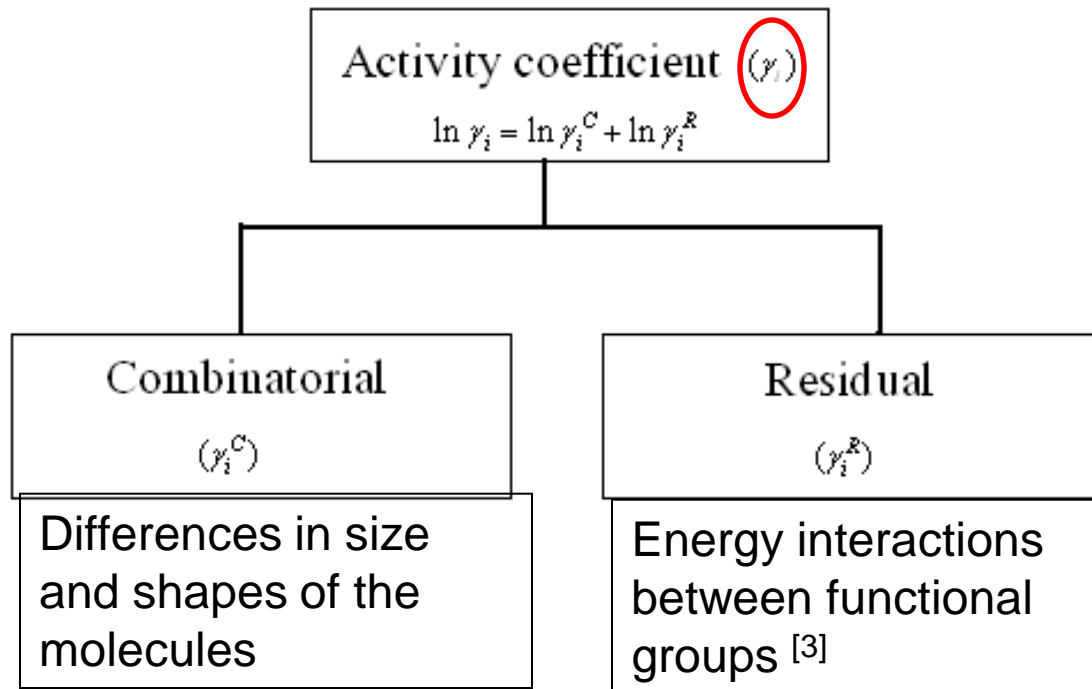 Activity coefficient (γᵢ)
ln γᵢ = ln γᵢᶜ + ln γᵢᴿ
Combinatorial
(γᵢᶜ)
Differences in size
and shapes of the
molecules
Residual
(γᵢᴿ)
Energy interactions
between functional
groups [3]